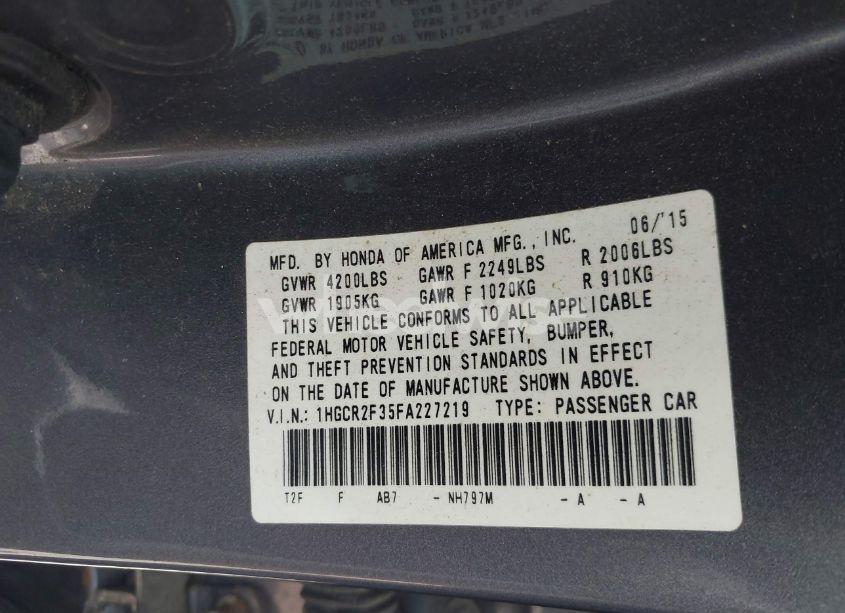 MFD. BY HONDA OF AMERICA MFG., INC. 06/'15
GVWR 4200LBS GAWR F 2249LBS R 2006LBS
GVWR 1905KG GAWR F 1020KG R 910KG
THIS VEHICLE CONFORMS TO ALL APPLICABLE
FEDERAL MOTOR VEHICLE SAFETY, BUMPER,
AND THEFT PREVENTION STANDARDS IN EFFECT
ON THE DATE OF MANUFACTURE SHOWN ABOVE.
V.I.N.: 1HGCR2F35FA227219 TYPE: PASSENGER CAR
T2F F AB7 - NH797M - A - A